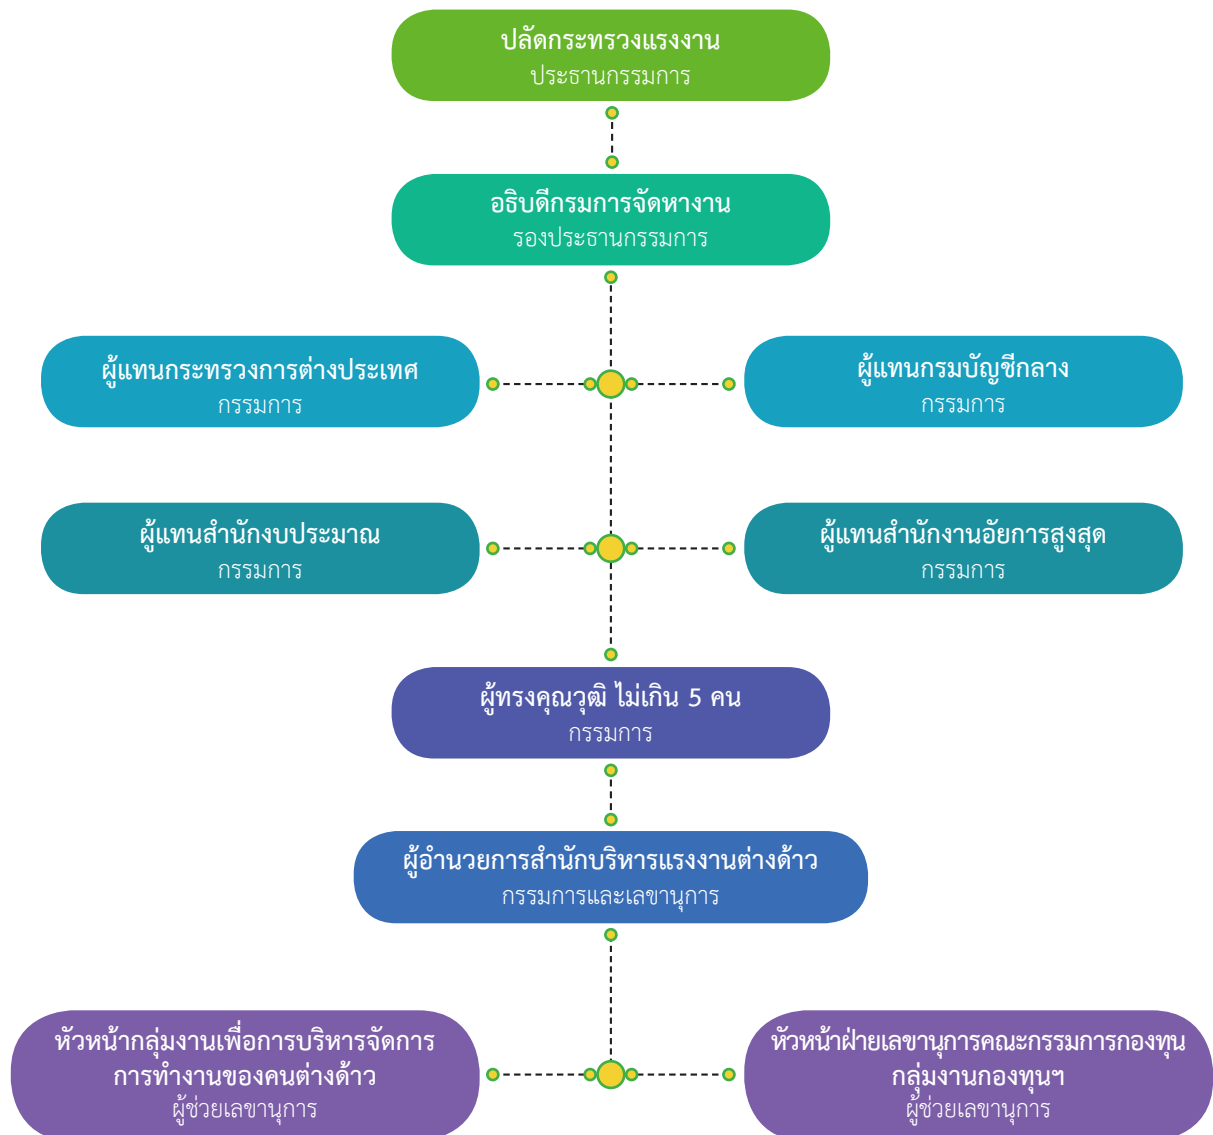 ปลัดกระทรวงแรงงาน
ประธานกรรมการ
อธิบดีกรมการจัดหางาน
รองประธานกรรมการ
ผู้แทนกระทรวงการต่างประเทศ
กรรมการ
ผู้แทนกรมบัญชีกลาง
กรรมการ
ผู้แทนสำนักงบประมาณ
กรรมการ
ผู้แทนสำนักงานอัยการสูงสุด
กรรมการ
ผู้ทรงคุณวุฒิ ไม่เกิน 5 คน
กรรมการ
ผู้อำนวยการสำนักบริหารแรงงานต่างด้าว
กรรมการและเลขานุการ
หัวหน้ากลุ่มงานเพื่อการบริหารจัดการ
การทำงานของคนต่างด้าว
ผู้ช่วยเลขานุการ
หัวหน้าฝ่ายเลขานุการคณะกรรมการกองทุน
กลุ่มงานกองทุนฯ
ผู้ช่วยเลขานุการ